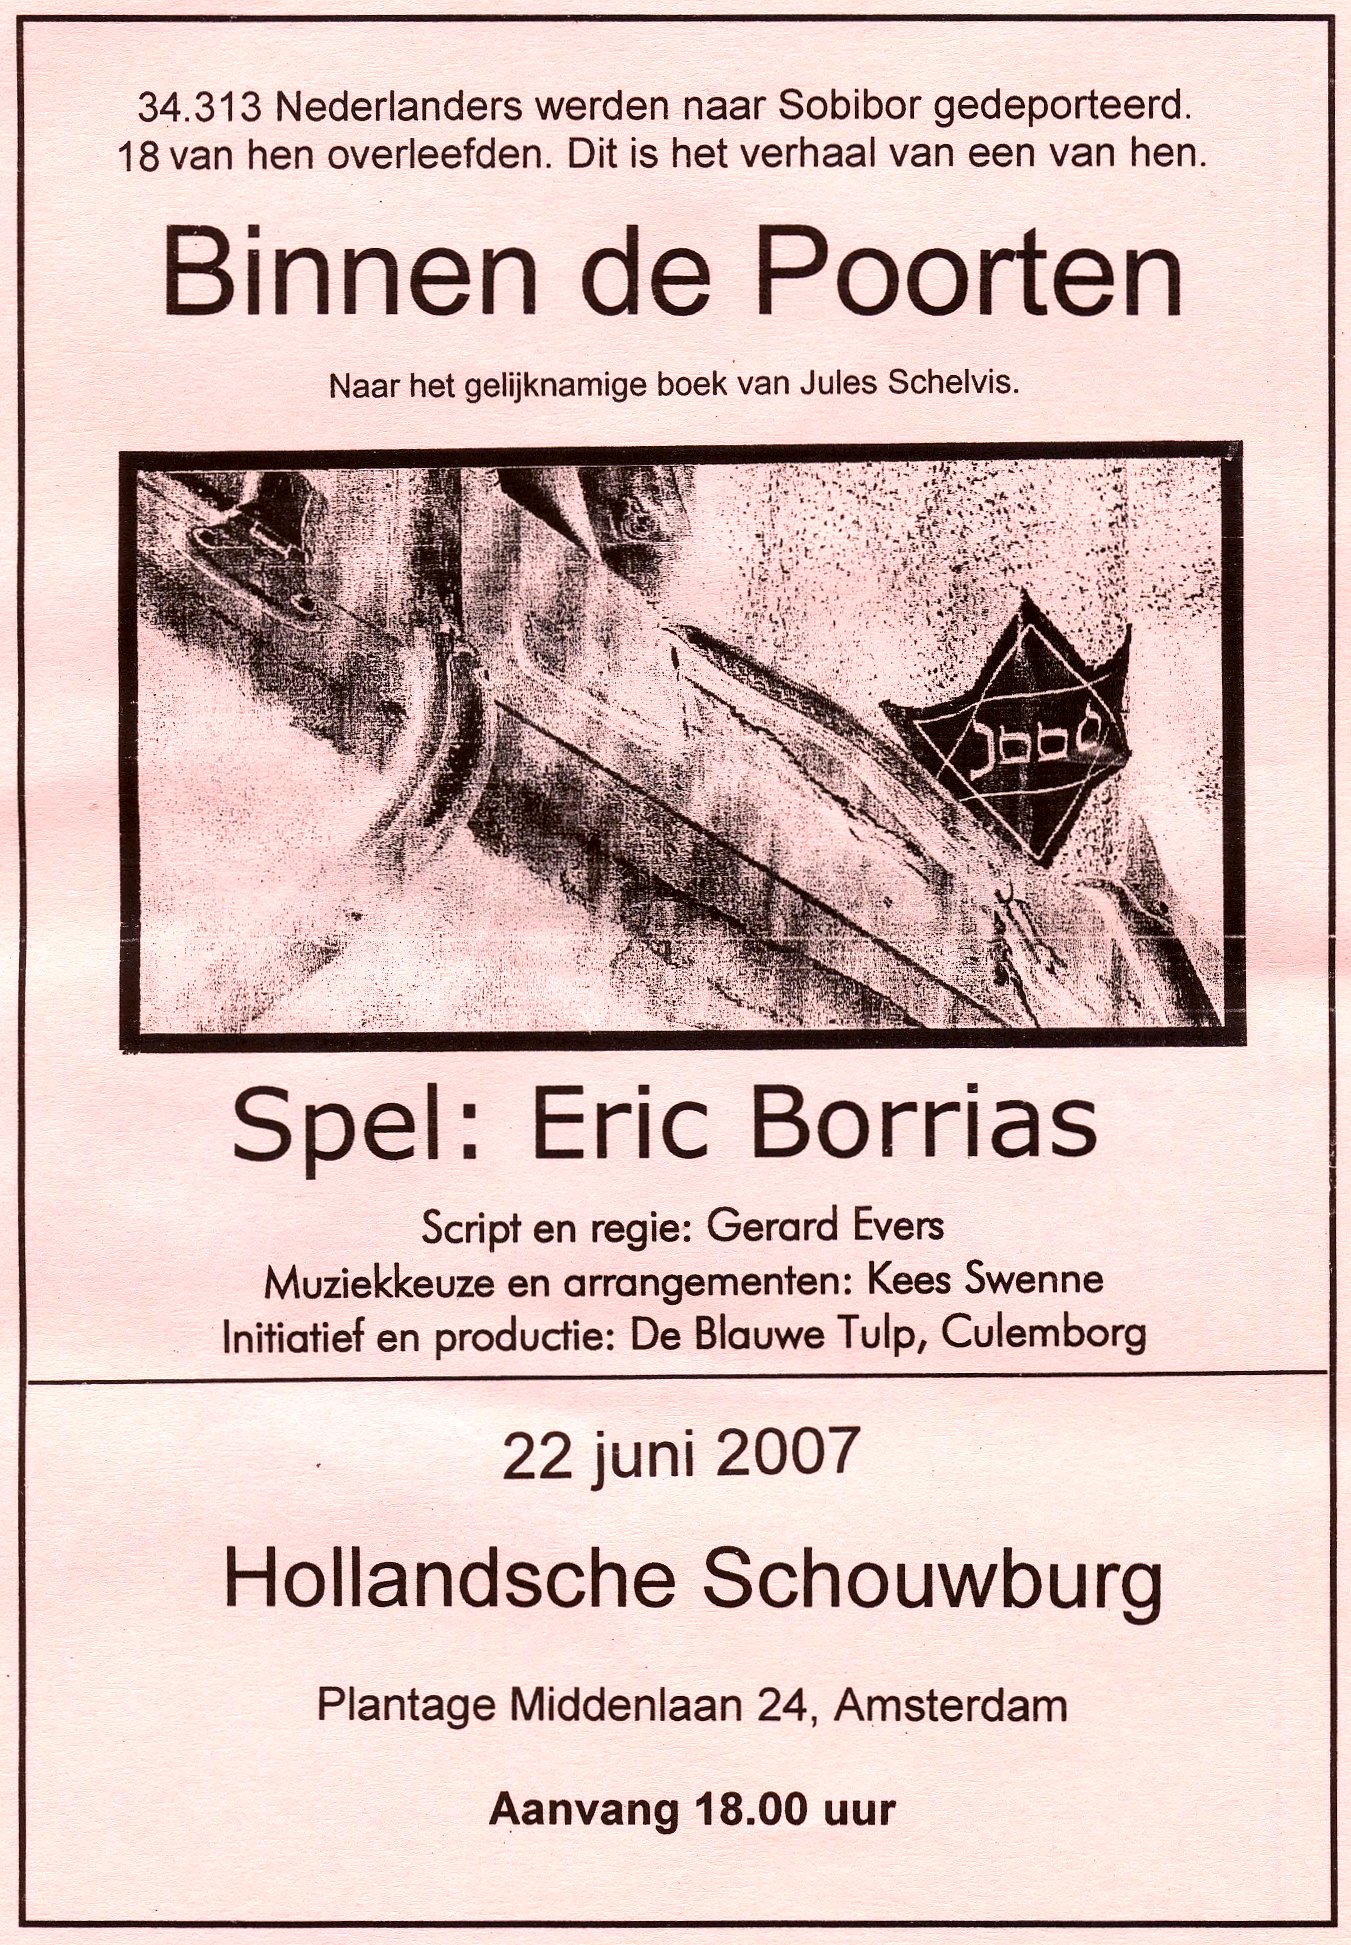 34.313 Nederlanders werden naar Sobibor gedeporteerd.
18 van hen overleefden. Dit is het verhaal van een van hen.
Binnen de Poorten
Naar het gelijknamige boek van Jules Schelvis.
Spel: Eric Borrias
Script en regie: Gerard Evers
Muziekkeuze en arrangementen: Kees Swenne
Initiatief en productie: De Blauwe Tulp, Culemborg
22 juni 2007
Hollandsche Schouwburg
Plantage Middenlaan 24, Amsterdam
Aanvang 18.00 uur